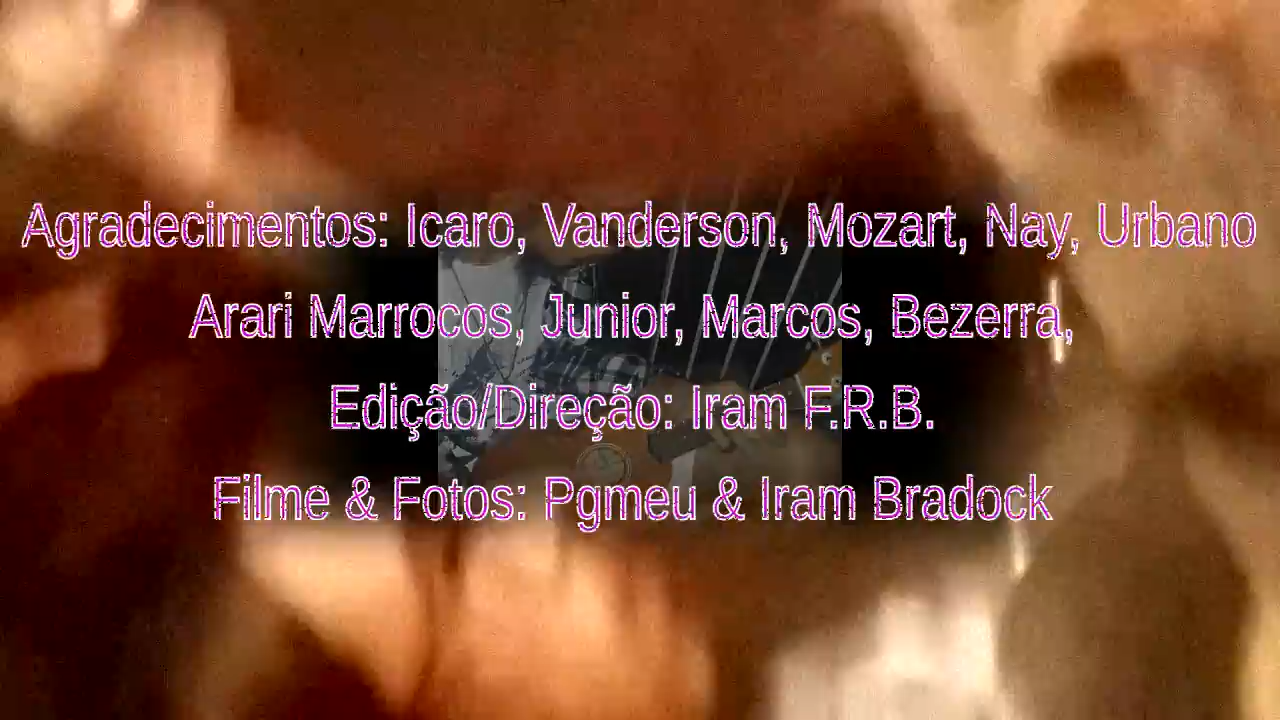 Agradecimentos: Icaro, Vanderson, Mozart, Nay, Urbano
Arari Marrocos, Junior, Marcos, Bezerra,
Edição/Direção: Iram F.R.B.
Filme & Fotos: Pgmeu & Iram Bradock